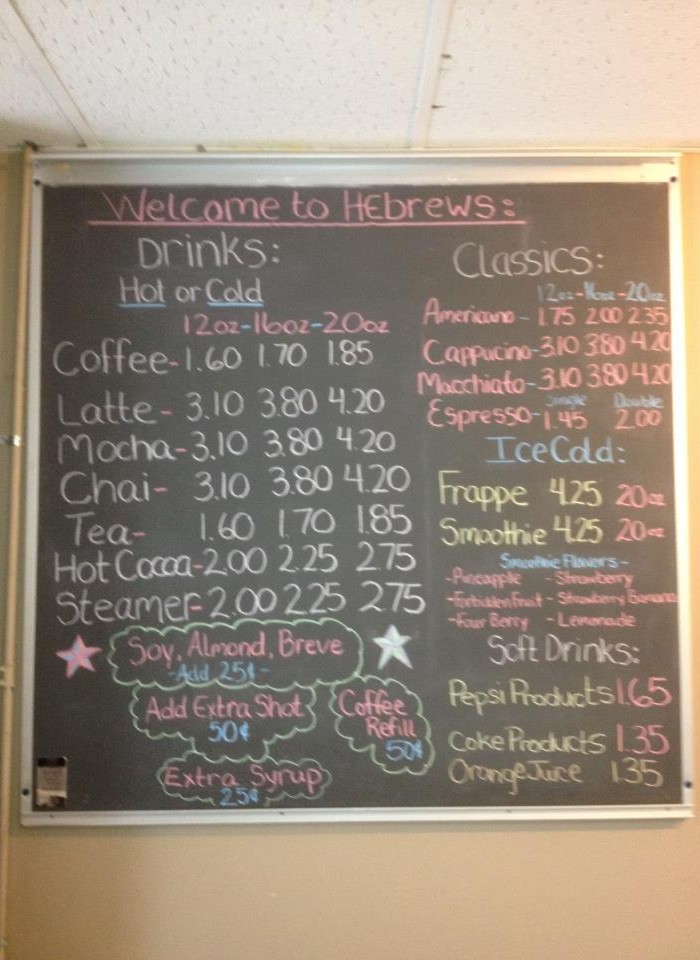 Welcome to HEbrews:
Drinks:
Hot or Cold
12oz-16oz-20oz
Coffee-1.60 1.70 1.85
Latte - 3.10 3.80 4.20
Mocha-3.10 3.80 4.20
Chai- 3.10 3.80 4.20
Tea- 1.60 1.70 1.85
Hot Cocoa-2.00 2.25 2.75
Steamer-2.00 2.25 2.75
Soy, Almond, Breve
-Add 25¢-
Add Extra Shot
50¢
Coffee
Refill
50¢
Extra Syrup
25¢
Classics:
12oz-16oz-20oz
Americano - 1.75 2.00 2.35
Cappucino-3.10 3.80 4.20
Macchiato-3.10 3.80 4.20
Single Double
Espresso-1.45 2.00
Ice Cold:
Frappe 4.25 20oz
Smoothie 4.25 20oz
Smoothie Flavors-
-Pineapple - Strawberry
-Forbidden Fruit - Strawberry Banana
-Four Berry - Lemonade
Soft Drinks:
Pepsi Products 1.65
Coke Products 1.35
Orange Juice 1.35